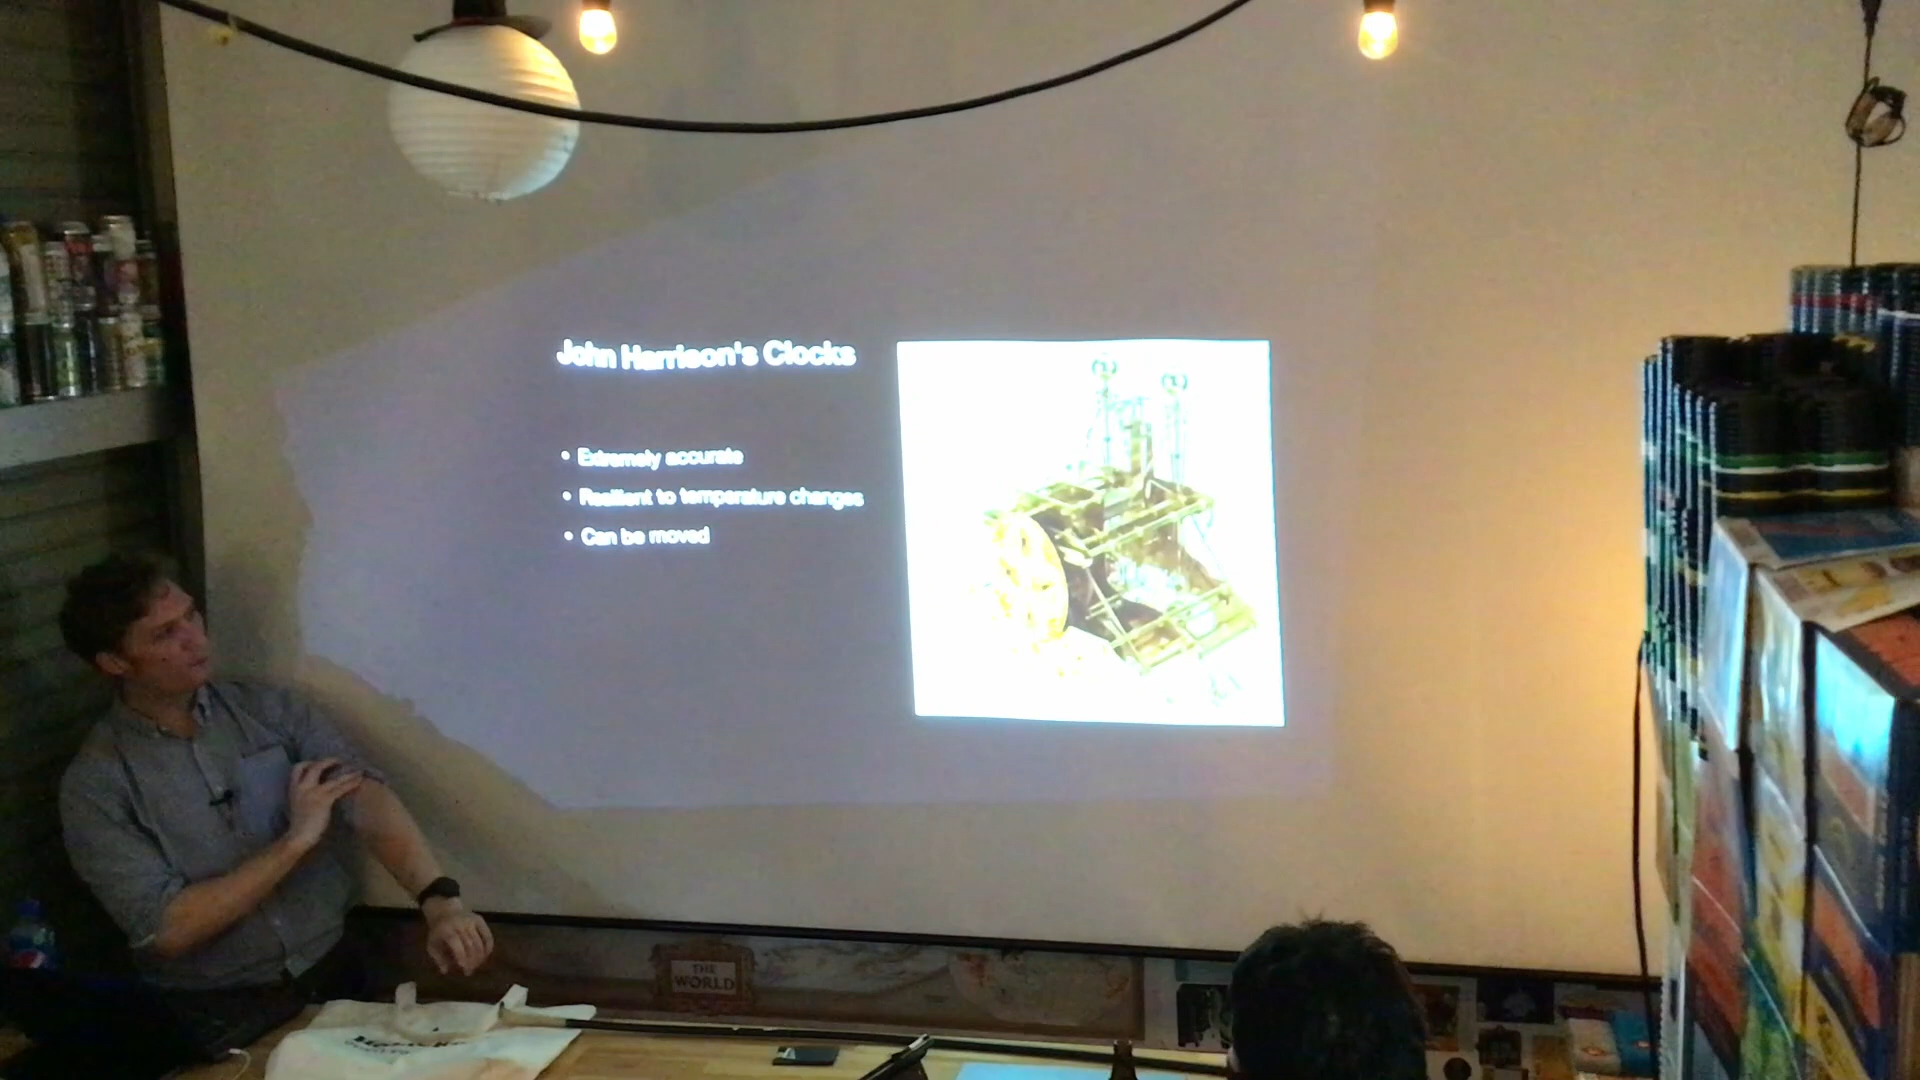 John Harrison's Clocks
• Extremely accurate
• Resilient to temperature changes
• Can be moved
THE
WORLD